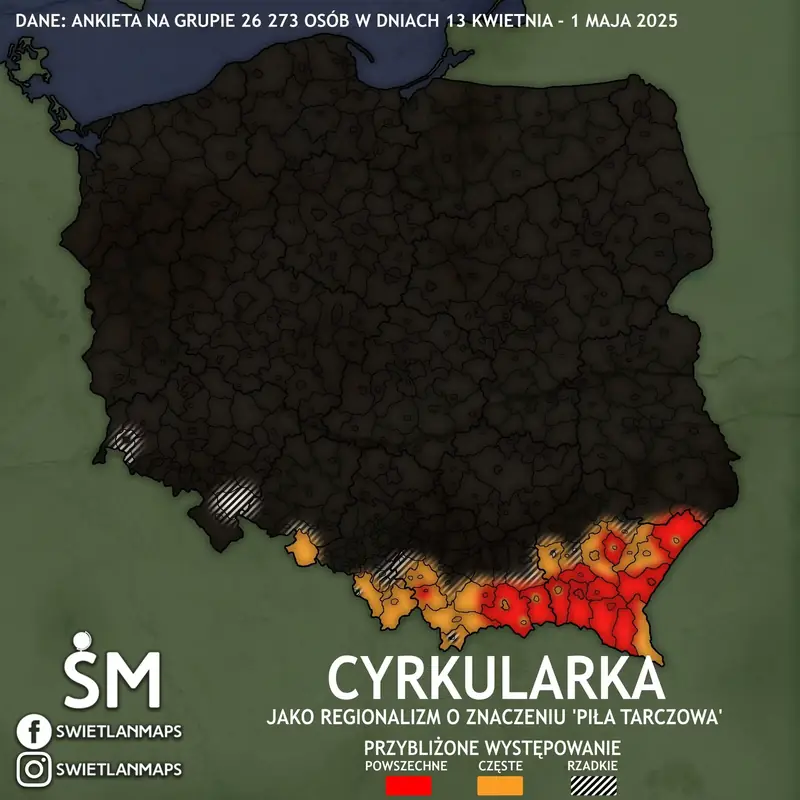 DANE: ANKIETA NA GRUPIE 26 273 OSÓB W DNIACH 13 KWIETNIA - 1 MAJA 2025
ŚM
SWIETLANMAPS
SWIETLANMAPS
CYRKULARKA
JAKO REGIONALIZM O ZNACZENIU 'PIŁA TARCZOWA'
PRZYBLIŻONE WYSTĘPOWANIE
POWSZECHNE CZĘSTE RZADKIE